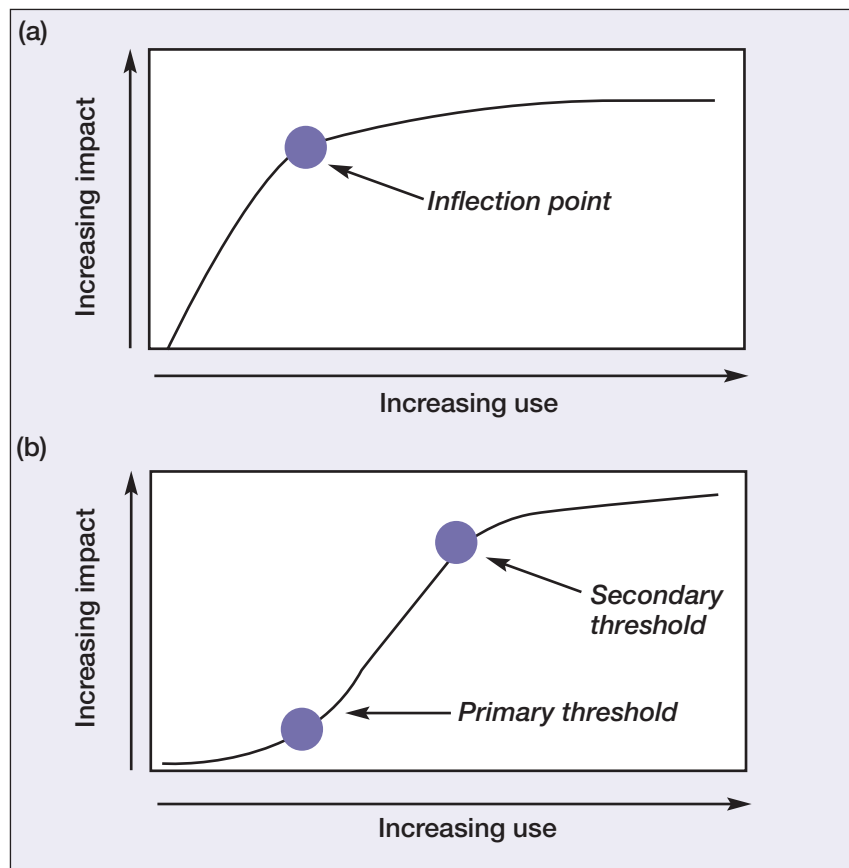 (a)
Increasing impact
Inflection point
Increasing use
(b)
Increasing impact
Secondary
threshold
Primary threshold
Increasing use